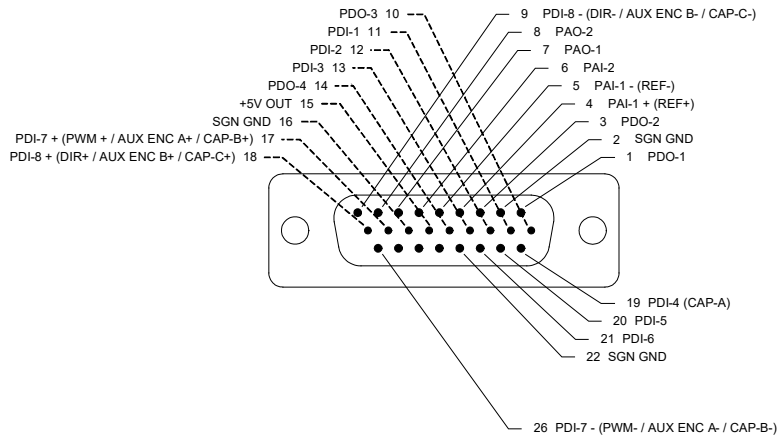 PDO-3 10
PDI-1 11
PDI-2 12
PDI-3 13
PDO-4 14
+5V OUT 15
SGN GND 16
PDI-7 + (PWM + / AUX ENC A+ / CAP-B+) 17
PDI-8 + (DIR+ / AUX ENC B+ / CAP-C+) 18
9 PDI-8 - (DIR- / AUX ENC B- / CAP-C-)
8 PAO-2
7 PAO-1
6 PAI-2
5 PAI-1 - (REF-)
4 PAI-1 + (REF+)
3 PDO-2
2 SGN GND
1 PDO-1
19 PDI-4 (CAP-A)
20 PDI-5
21 PDI-6
22 SGN GND
26 PDI-7 - (PWM- / AUX ENC A- / CAP-B-)